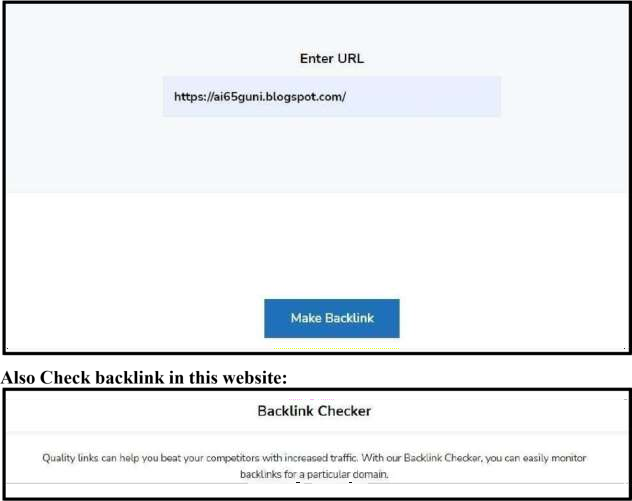 Enter URL
https://ai65guni.blogspot.com/
Make Backlink
Also Check backlink in this website:
Backlink Checker
Quality links can help you beat your competitors with increased traffic. With our Backlink Checker, you can easily monitor
backlinks for a particular domain.